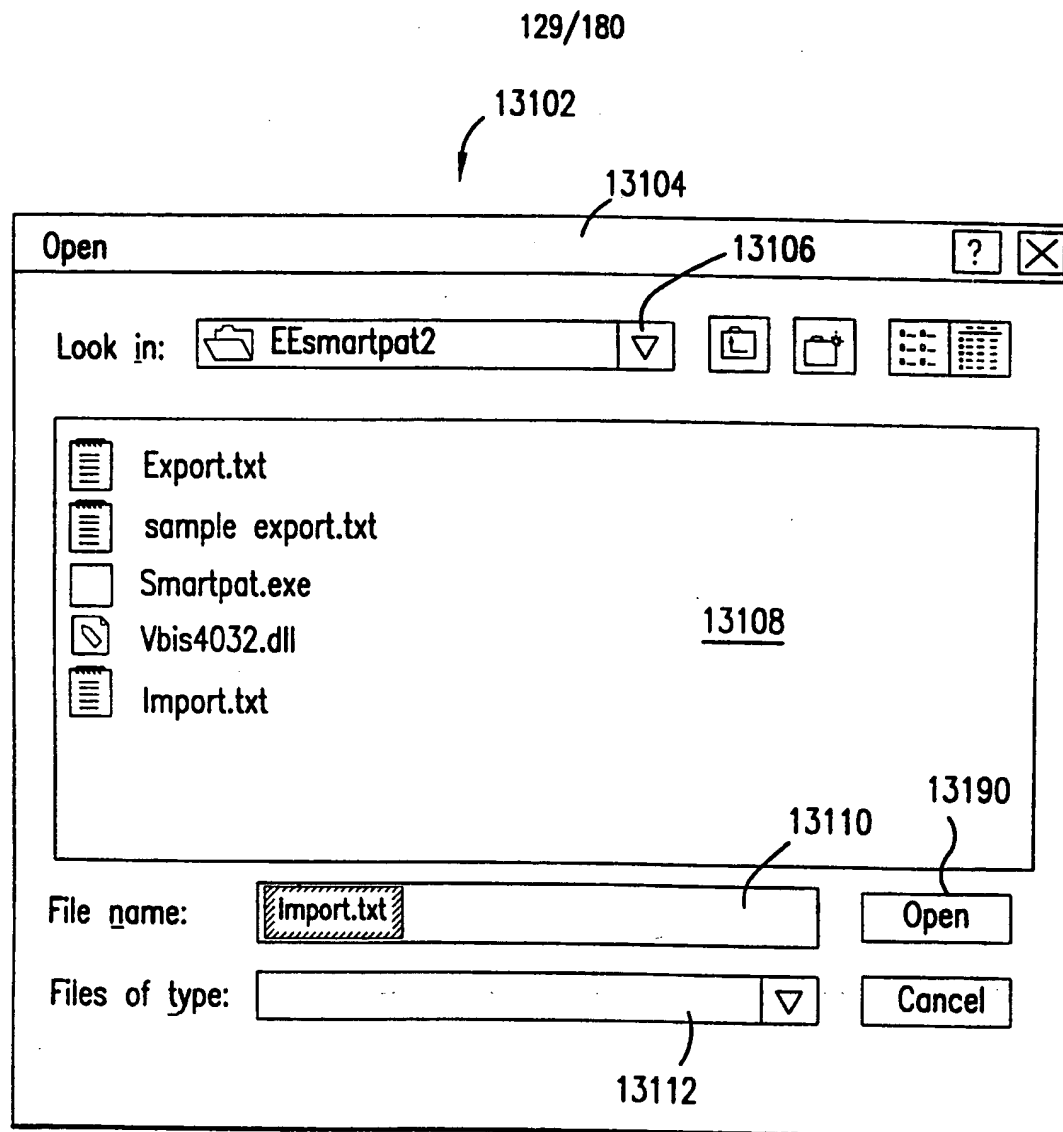 129/180
13102
13104
Open
13106
?
Look in:
EEsmartpat2
Export.txt
sample export.txt
Smartpat.exe
13108
Vbis4032.dll
Import.txt
13190
13110
File name:
Import.txt
Open
Files of type:
Cancel
13112